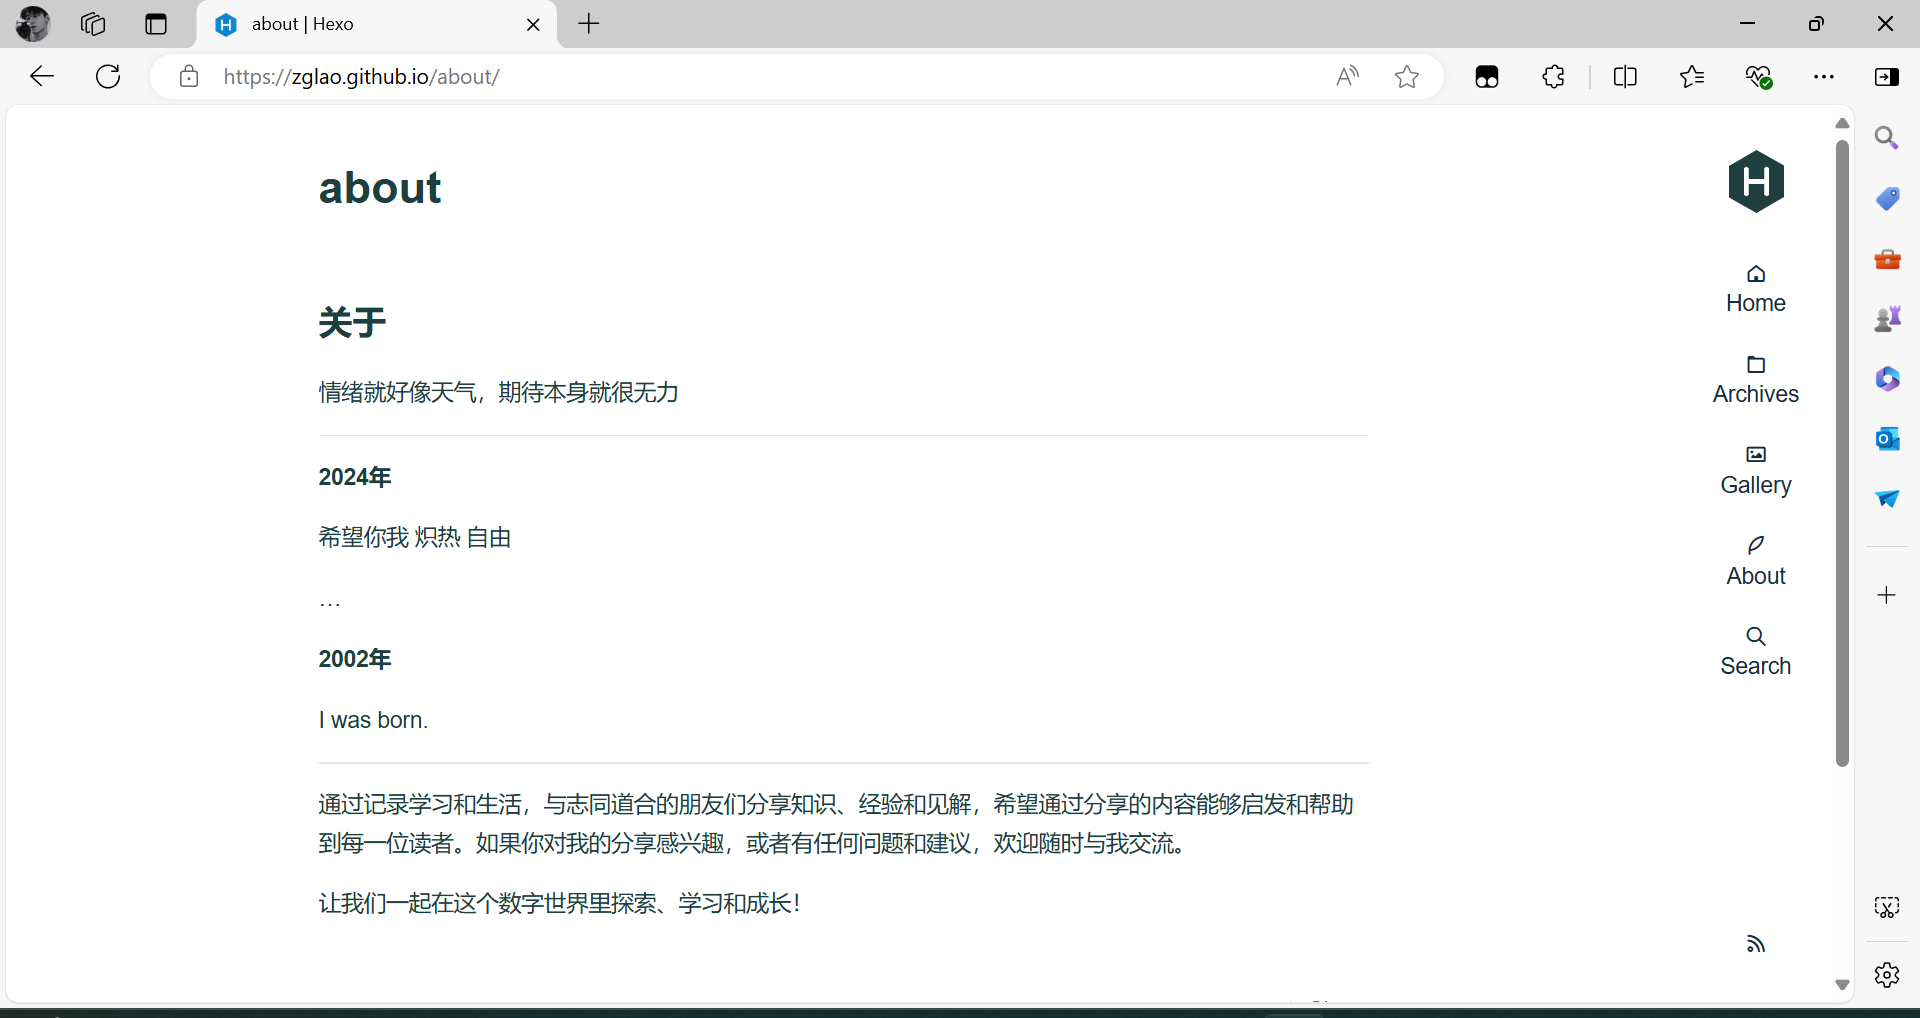 about | Hexo
https://zglao.github.io/about/
about
H
关于
Home
情绪就好像天气，期待本身就很无力
Archives
2024年
Gallery
希望你我 炽热 自由
About
...
2002年
Search
I was born.
通过记录学习和生活，与志同道合的朋友们分享知识、经验和见解，希望通过分享的内容能够启发和帮助
到每一位读者。如果你对我的分享感兴趣，或者有任何问题和建议，欢迎随时与我交流。
让我们一起在这个数字世界里探索、学习和成长！